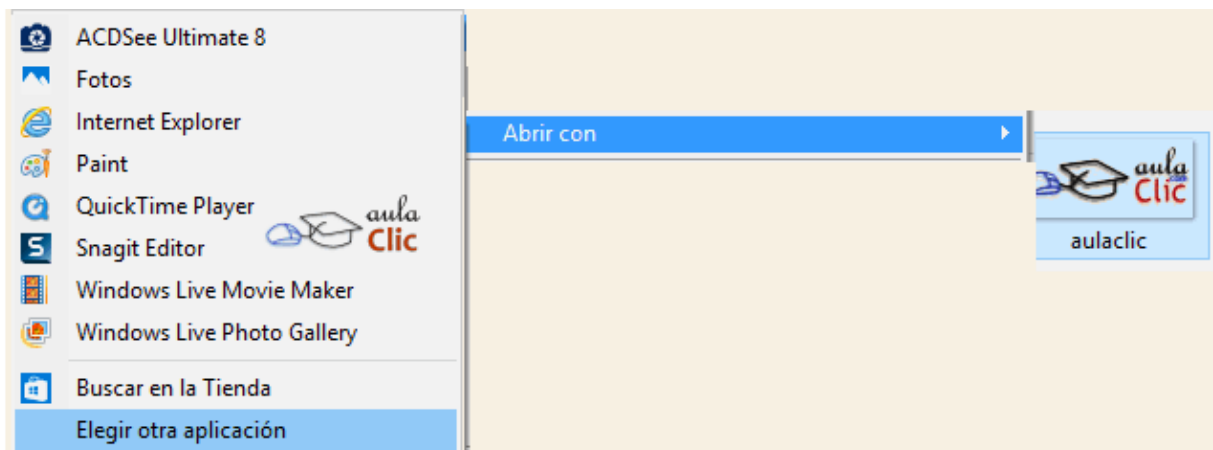 ACDSee Ultimate 8
Fotos
Internet Explorer
Paint
QuickTime Player
Snagit Editor
Windows Live Movie Maker
Windows Live Photo Gallery
Buscar en la Tienda
Elegir otra aplicación
aula
Clic
Abrir con
aula
.com
Clic
aulaclic